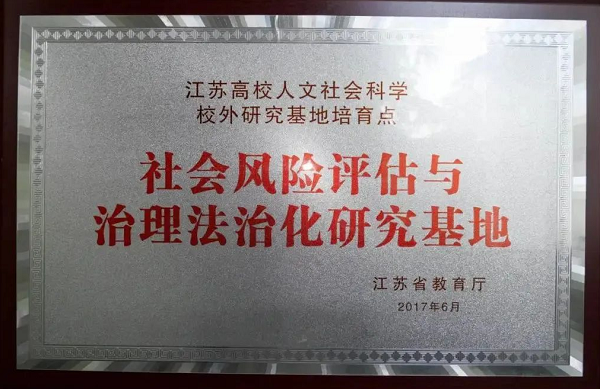 江苏高校人文社会科学
校外研究基地培育点
社会风险评估与
治理法治化研究基地
江苏省教育厅
2017年6月